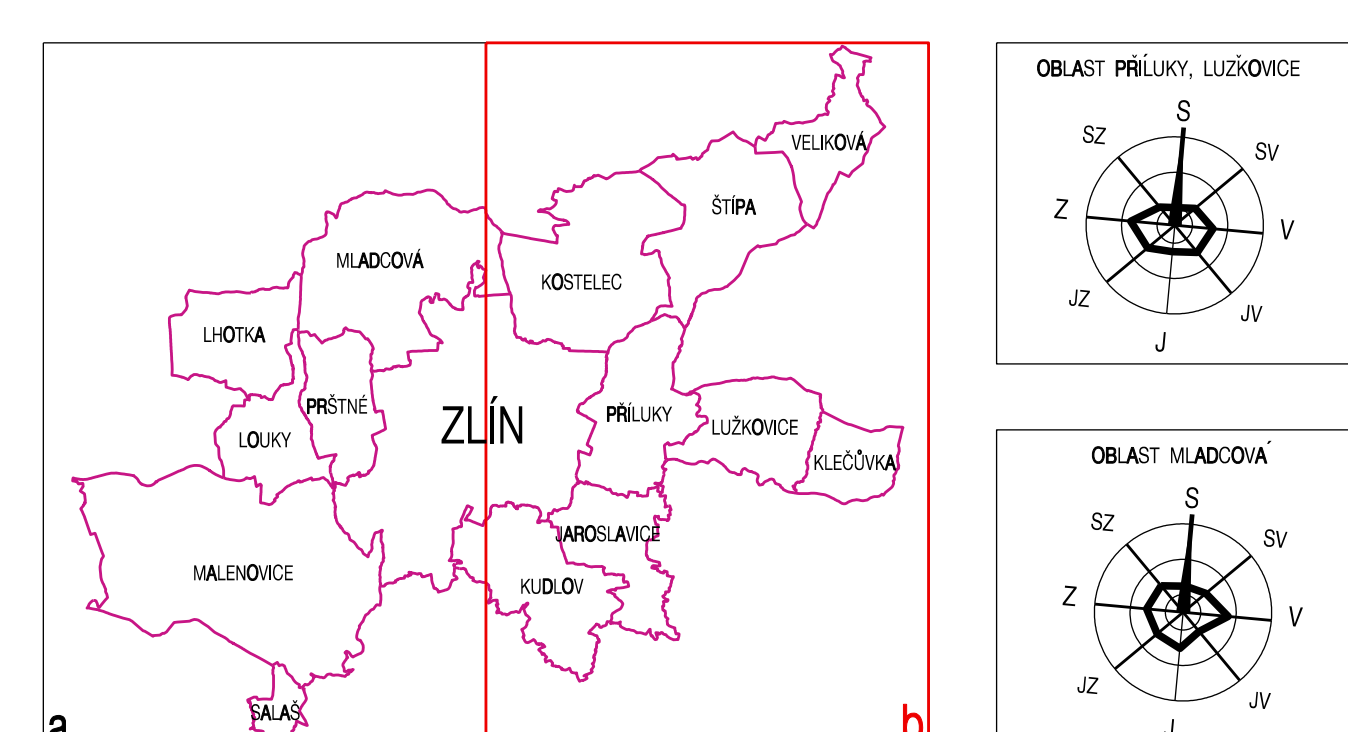 VELIKOVÁ
ŠTÍPA
MLADCOVÁ
KOSTELEC
LHOTKA
PRŠTNÉ
LOUKY
ZLÍN
PŘÍLUKY
LUŽKOVICE
KLEČŮVKA
JAROSLAVICE
MALENOVICE
KUDLOV
SALAŠ
a
b
OBLAST PŘÍLUKY, LUZŘKOVICE
S
SZ
SV
Z
V
JZ
JV
J
OBLAST MLADCOVÁ
S
SZ
SV
Z
V
JZ
JV
J